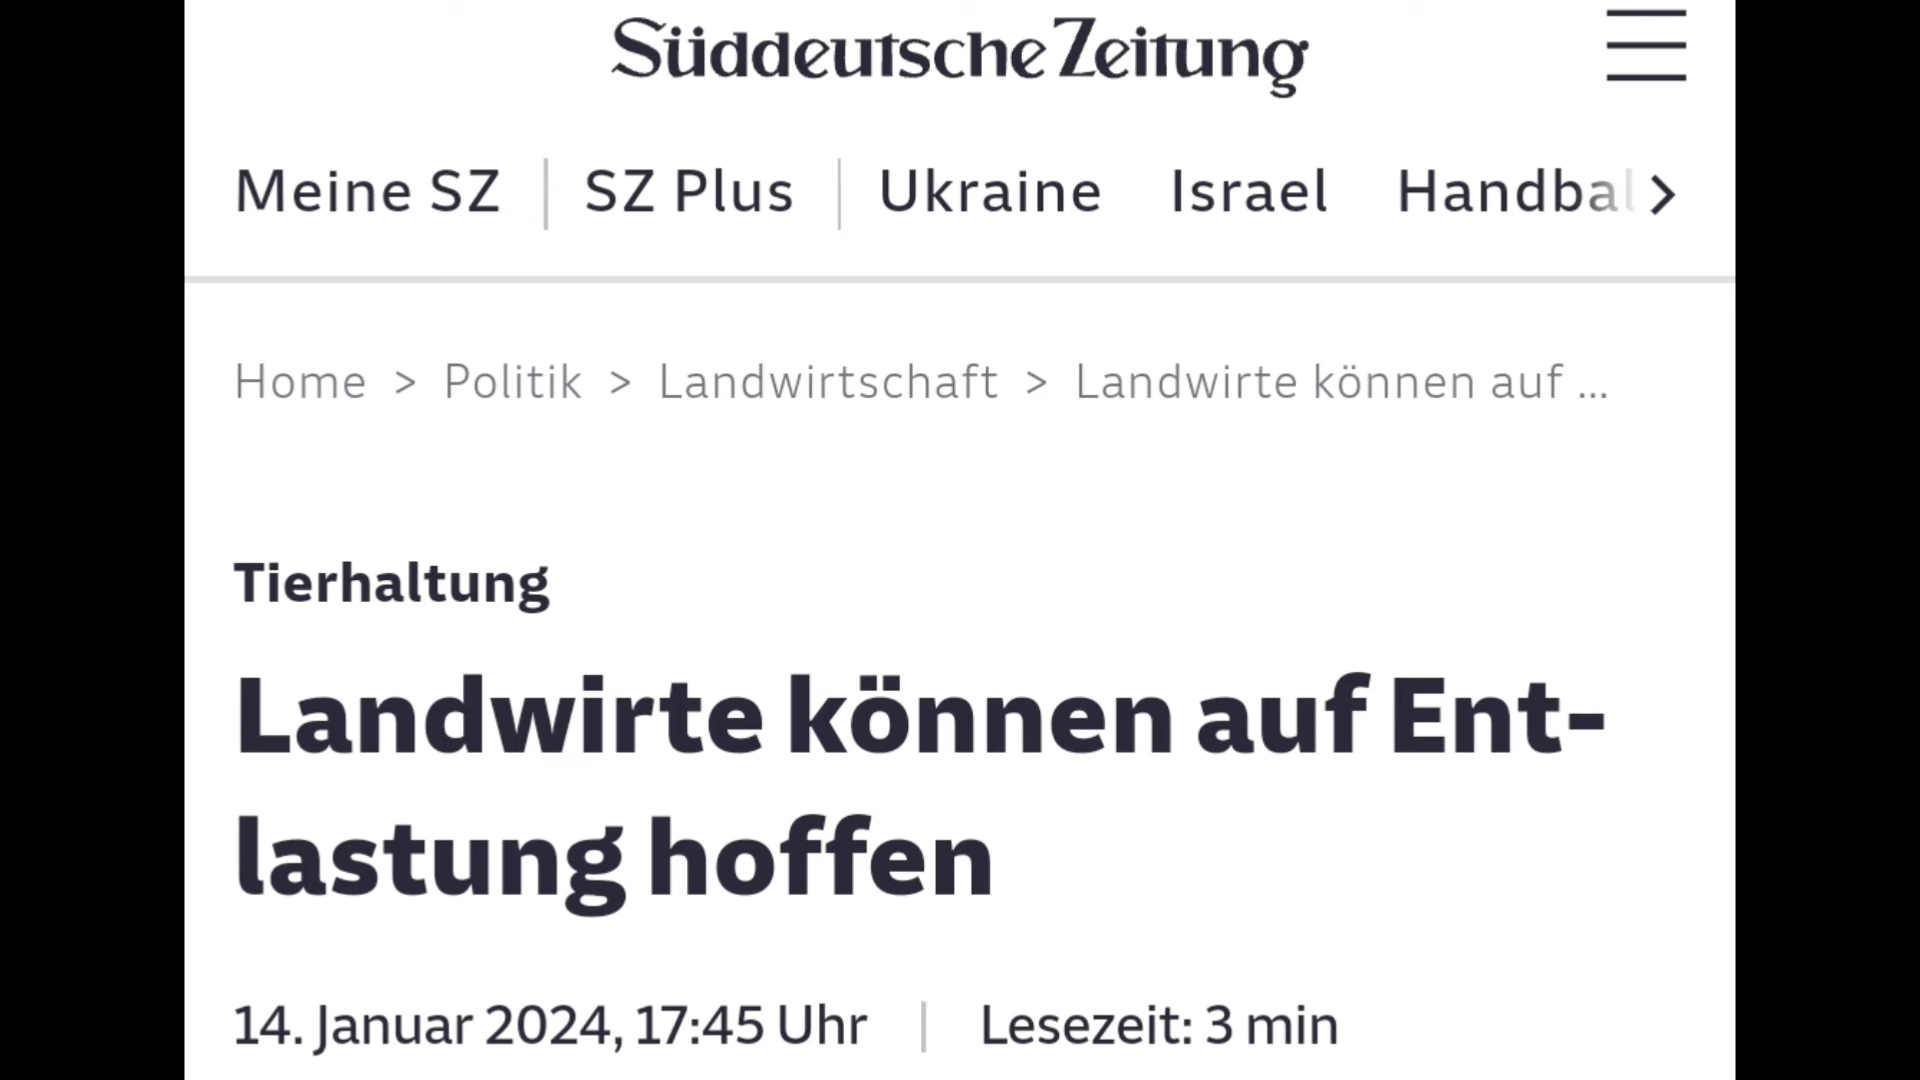 Süddeutsche Zeitung
Meine SZ | SZ Plus | Ukraine Israel Handbal
Home > Politik > Landwirtschaft > Landwirte können auf ...
Tierhaltung
Landwirte können auf Ent-
lastung hoffen
14. Januar 2024, 17:45 Uhr | Lesezeit: 3 min